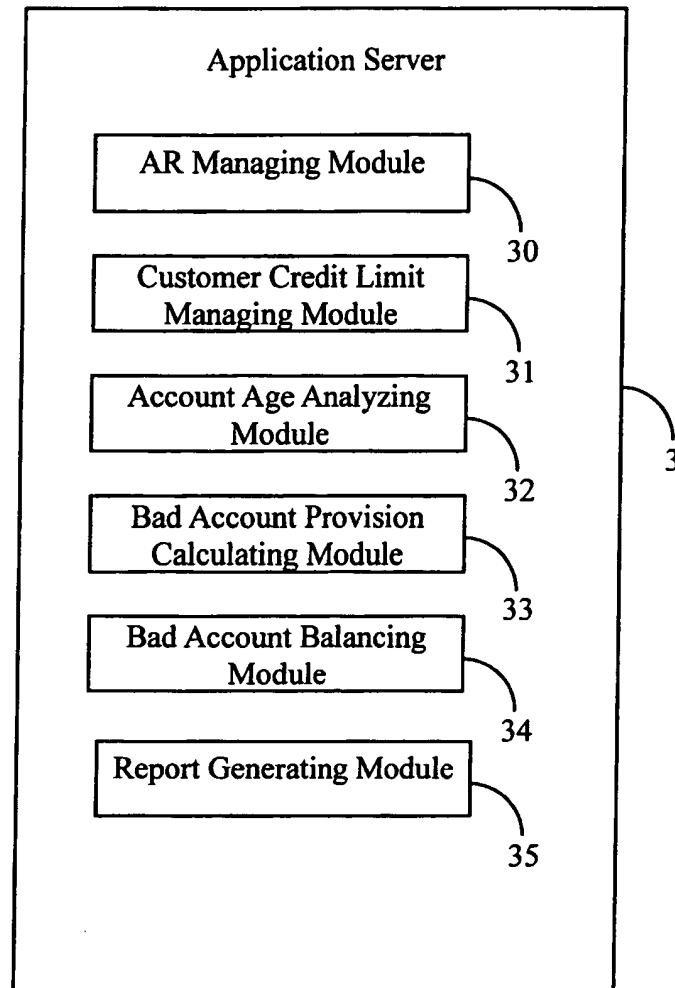 Application Server
AR Managing Module
30
Customer Credit Limit
Managing Module
31
Account Age Analyzing
Module
32
3
Bad Account Provision
Calculating Module
33
Bad Account Balancing
Module
34
Report Generating Module
35